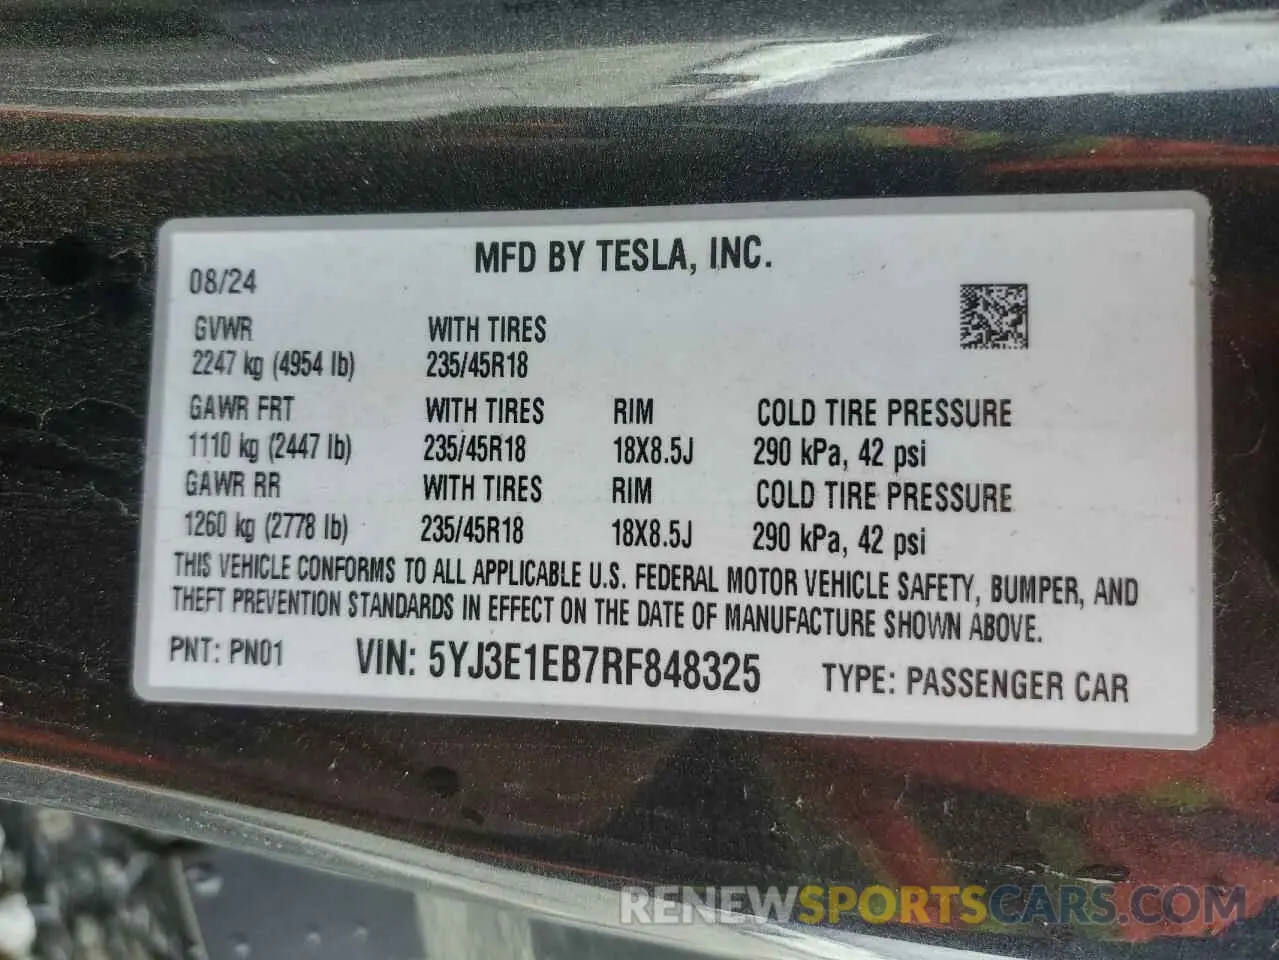 MFD BY TESLA, INC.
08/24
GVWR WITH TIRES
2247 kg (4954 lb) 235/45R18
GAWR FRT WITH TIRES RIM COLD TIRE PRESSURE
1110 kg (2447 lb) 235/45R18 18X8.5J 290 kPa, 42 psi
GAWR RR WITH TIRES RIM COLD TIRE PRESSURE
1260 kg (2778 lb) 235/45R18 18X8.5J 290 kPa, 42 psi
THIS VEHICLE CONFORMS TO ALL APPLICABLE U.S. FEDERAL MOTOR VEHICLE SAFETY, BUMPER, AND
THEFT PREVENTION STANDARDS IN EFFECT ON THE DATE OF MANUFACTURE SHOWN ABOVE.
PNT: PN01 VIN: 5YJ3E1EB7RF848325 TYPE: PASSENGER CAR
RENEWSPORTSCARS.COM